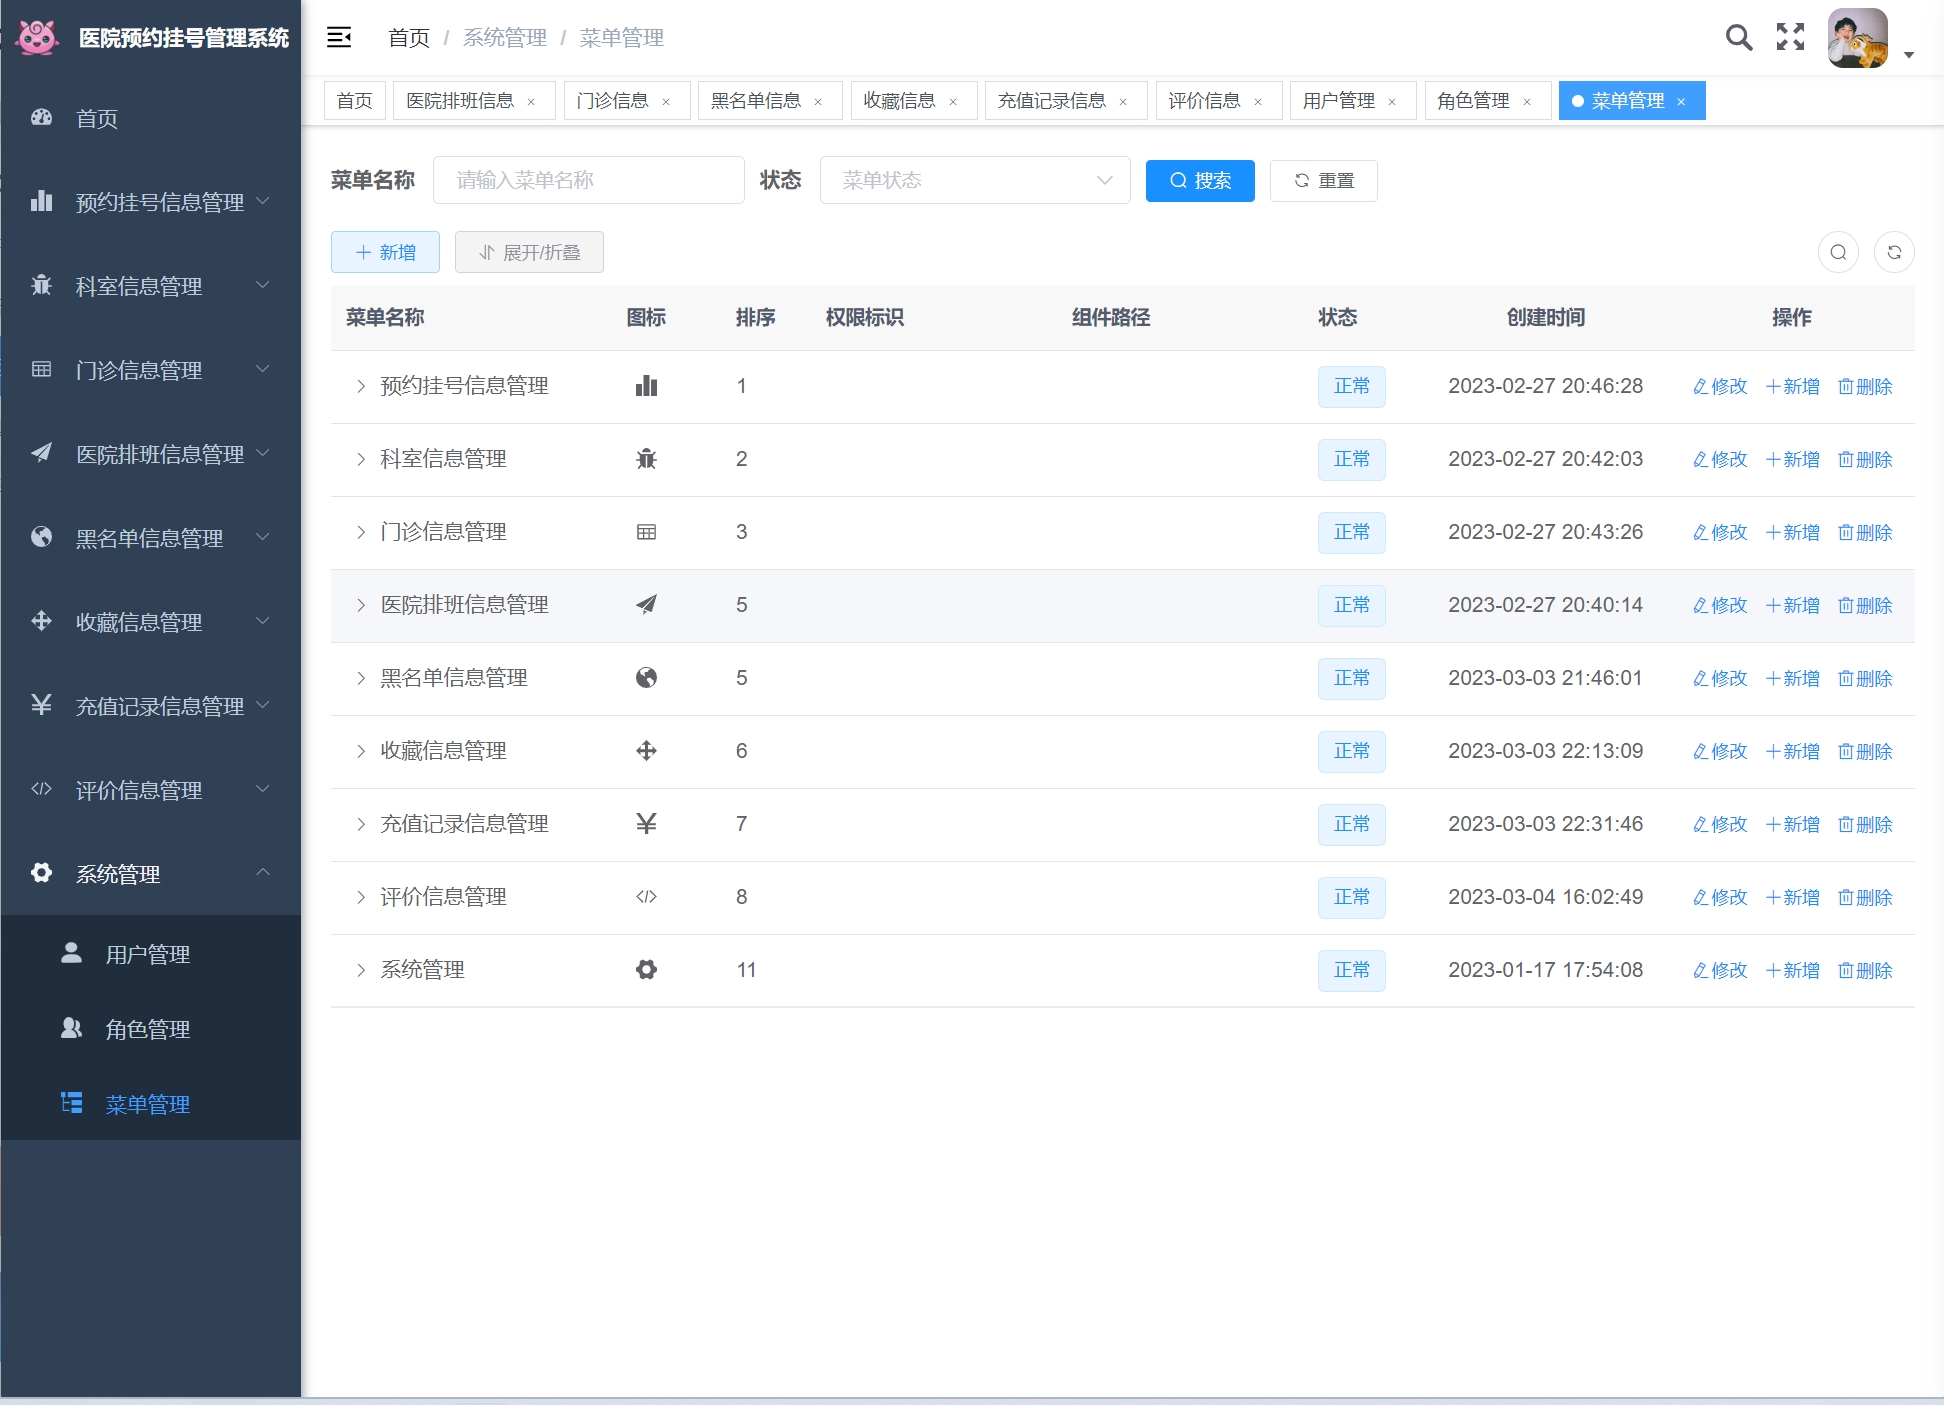 医院预约挂号管理系统
首页 / 系统管理 / 菜单管理
首页
医院排班信息 ×
门诊信息 ×
黑名单信息 ×
收藏信息 ×
充值记录信息 ×
评价信息 ×
用户管理 ×
角色管理 ×
菜单管理 ×
首页
预约挂号信息管理
科室信息管理
门诊信息管理
医院排班信息管理
黑名单信息管理
收藏信息管理
充值记录信息管理
评价信息管理
系统管理
用户管理
角色管理
菜单管理
菜单名称 请输入菜单名称 状态 菜单状态 搜索 重置
新增 展开/折叠
菜单名称 图标 排序 权限标识 组件路径 状态 创建时间 操作
预约挂号信息管理 1 正常 2023-02-27 20:46:28 修改 新增 删除
科室信息管理 2 正常 2023-02-27 20:42:03 修改 新增 删除
门诊信息管理 3 正常 2023-02-27 20:43:26 修改 新增 删除
医院排班信息管理 5 正常 2023-02-27 20:40:14 修改 新增 删除
黑名单信息管理 5 正常 2023-03-03 21:46:01 修改 新增 删除
收藏信息管理 6 正常 2023-03-03 22:13:09 修改 新增 删除
充值记录信息管理 7 正常 2023-03-03 22:31:46 修改 新增 删除
评价信息管理 8 正常 2023-03-04 16:02:49 修改 新增 删除
系统管理 11 正常 2023-01-17 17:54:08 修改 新增 删除